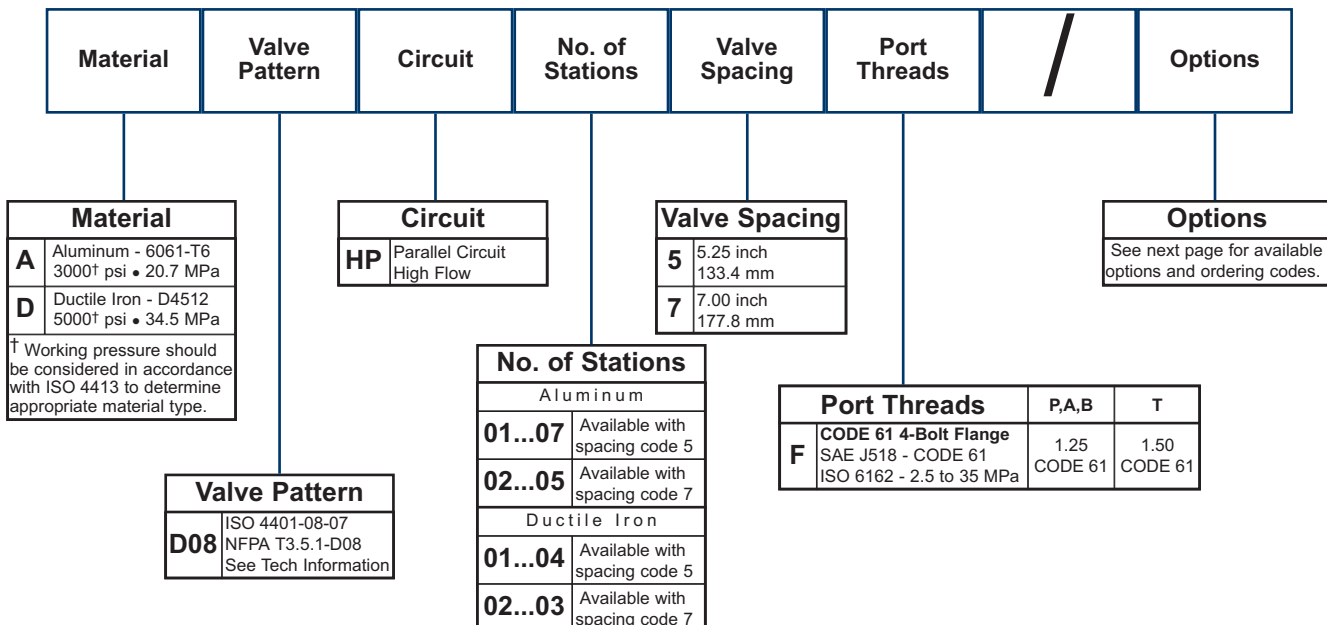 Material
Valve
Pattern
Circuit
No. of
Stations
Valve
Spacing
Port
Threads
/
Options
Material
A
Aluminum - 6061-T6
3000† psi • 20.7 MPa
D
Ductile Iron - D4512
5000† psi • 34.5 MPa
† Working pressure should
be considered in accordance
with ISO 4413 to determine
appropriate material type.
Valve Pattern
D08
ISO 4401-08-07
NFPA T3.5.1-D08
See Tech Information
Circuit
HP
Parallel Circuit
High Flow
No. of Stations
Aluminum
01...07
Available with
spacing code 5
02...05
Available with
spacing code 7
Ductile Iron
01...04
Available with
spacing code 5
02...03
Available with
spacing code 7
Valve Spacing
5
5.25 inch
133.4 mm
7
7.00 inch
177.8 mm
Port Threads
P,A,B
T
F
CODE 61 4-Bolt Flange
SAE J518 - CODE 61
ISO 6162 - 2.5 to 35 MPa
1.25
CODE 61
1.50
CODE 61
Options
See next page for available
options and ordering codes.